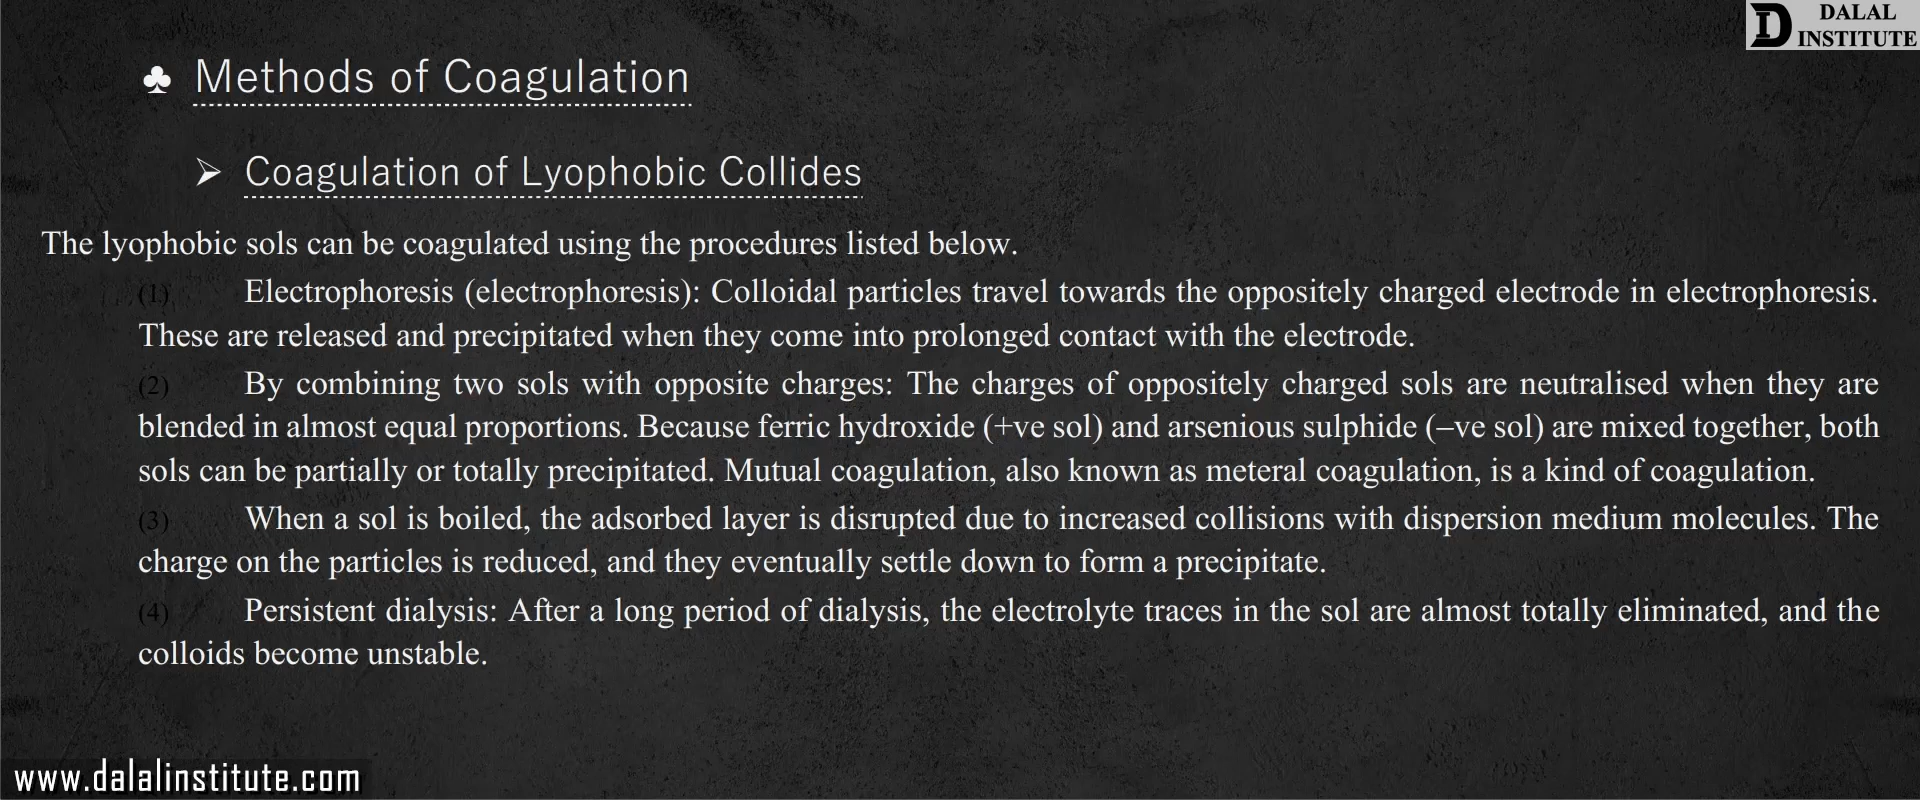 DALAL
INSTITUTE
♣ Methods of Coagulation
➢ Coagulation of Lyophobic Collides
The lyophobic sols can be coagulated using the procedures listed below.
(1) Electrophoresis (electrophoresis): Colloidal particles travel towards the oppositely charged electrode in electrophoresis.
These are released and precipitated when they come into prolonged contact with the electrode.
(2) By combining two sols with opposite charges: The charges of oppositely charged sols are neutralised when they are
blended in almost equal proportions. Because ferric hydroxide (+ve sol) and arsenious sulphide (–ve sol) are mixed together, both
sols can be partially or totally precipitated. Mutual coagulation, also known as meteral coagulation, is a kind of coagulation.
(3) When a sol is boiled, the adsorbed layer is disrupted due to increased collisions with dispersion medium molecules. The
charge on the particles is reduced, and they eventually settle down to form a precipitate.
(4) Persistent dialysis: After a long period of dialysis, the electrolyte traces in the sol are almost totally eliminated, and the
colloids become unstable.
www.dalalinstitute.com